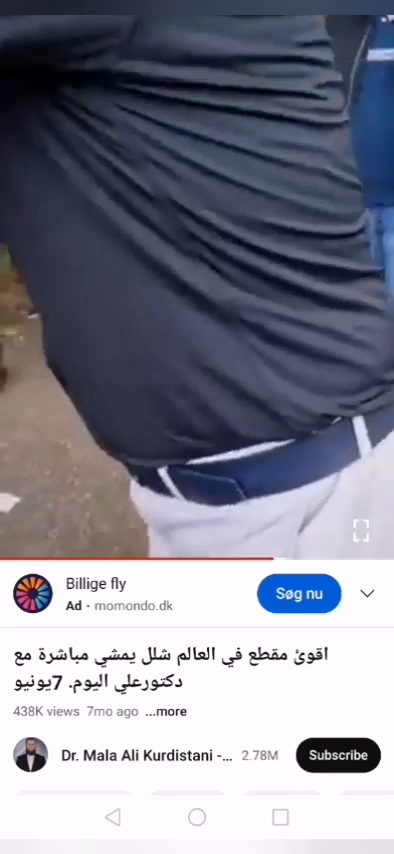 Billige fly
Ad · momondo.dk
Søg nu
اقوئ مقطع في العالم شلل يمشي مباشرة مع
دكتورعلي اليوم. 7يونيو
438K views 7mo ago ...more
Dr. Mala Ali Kurdistani -... 2.78M Subscribe